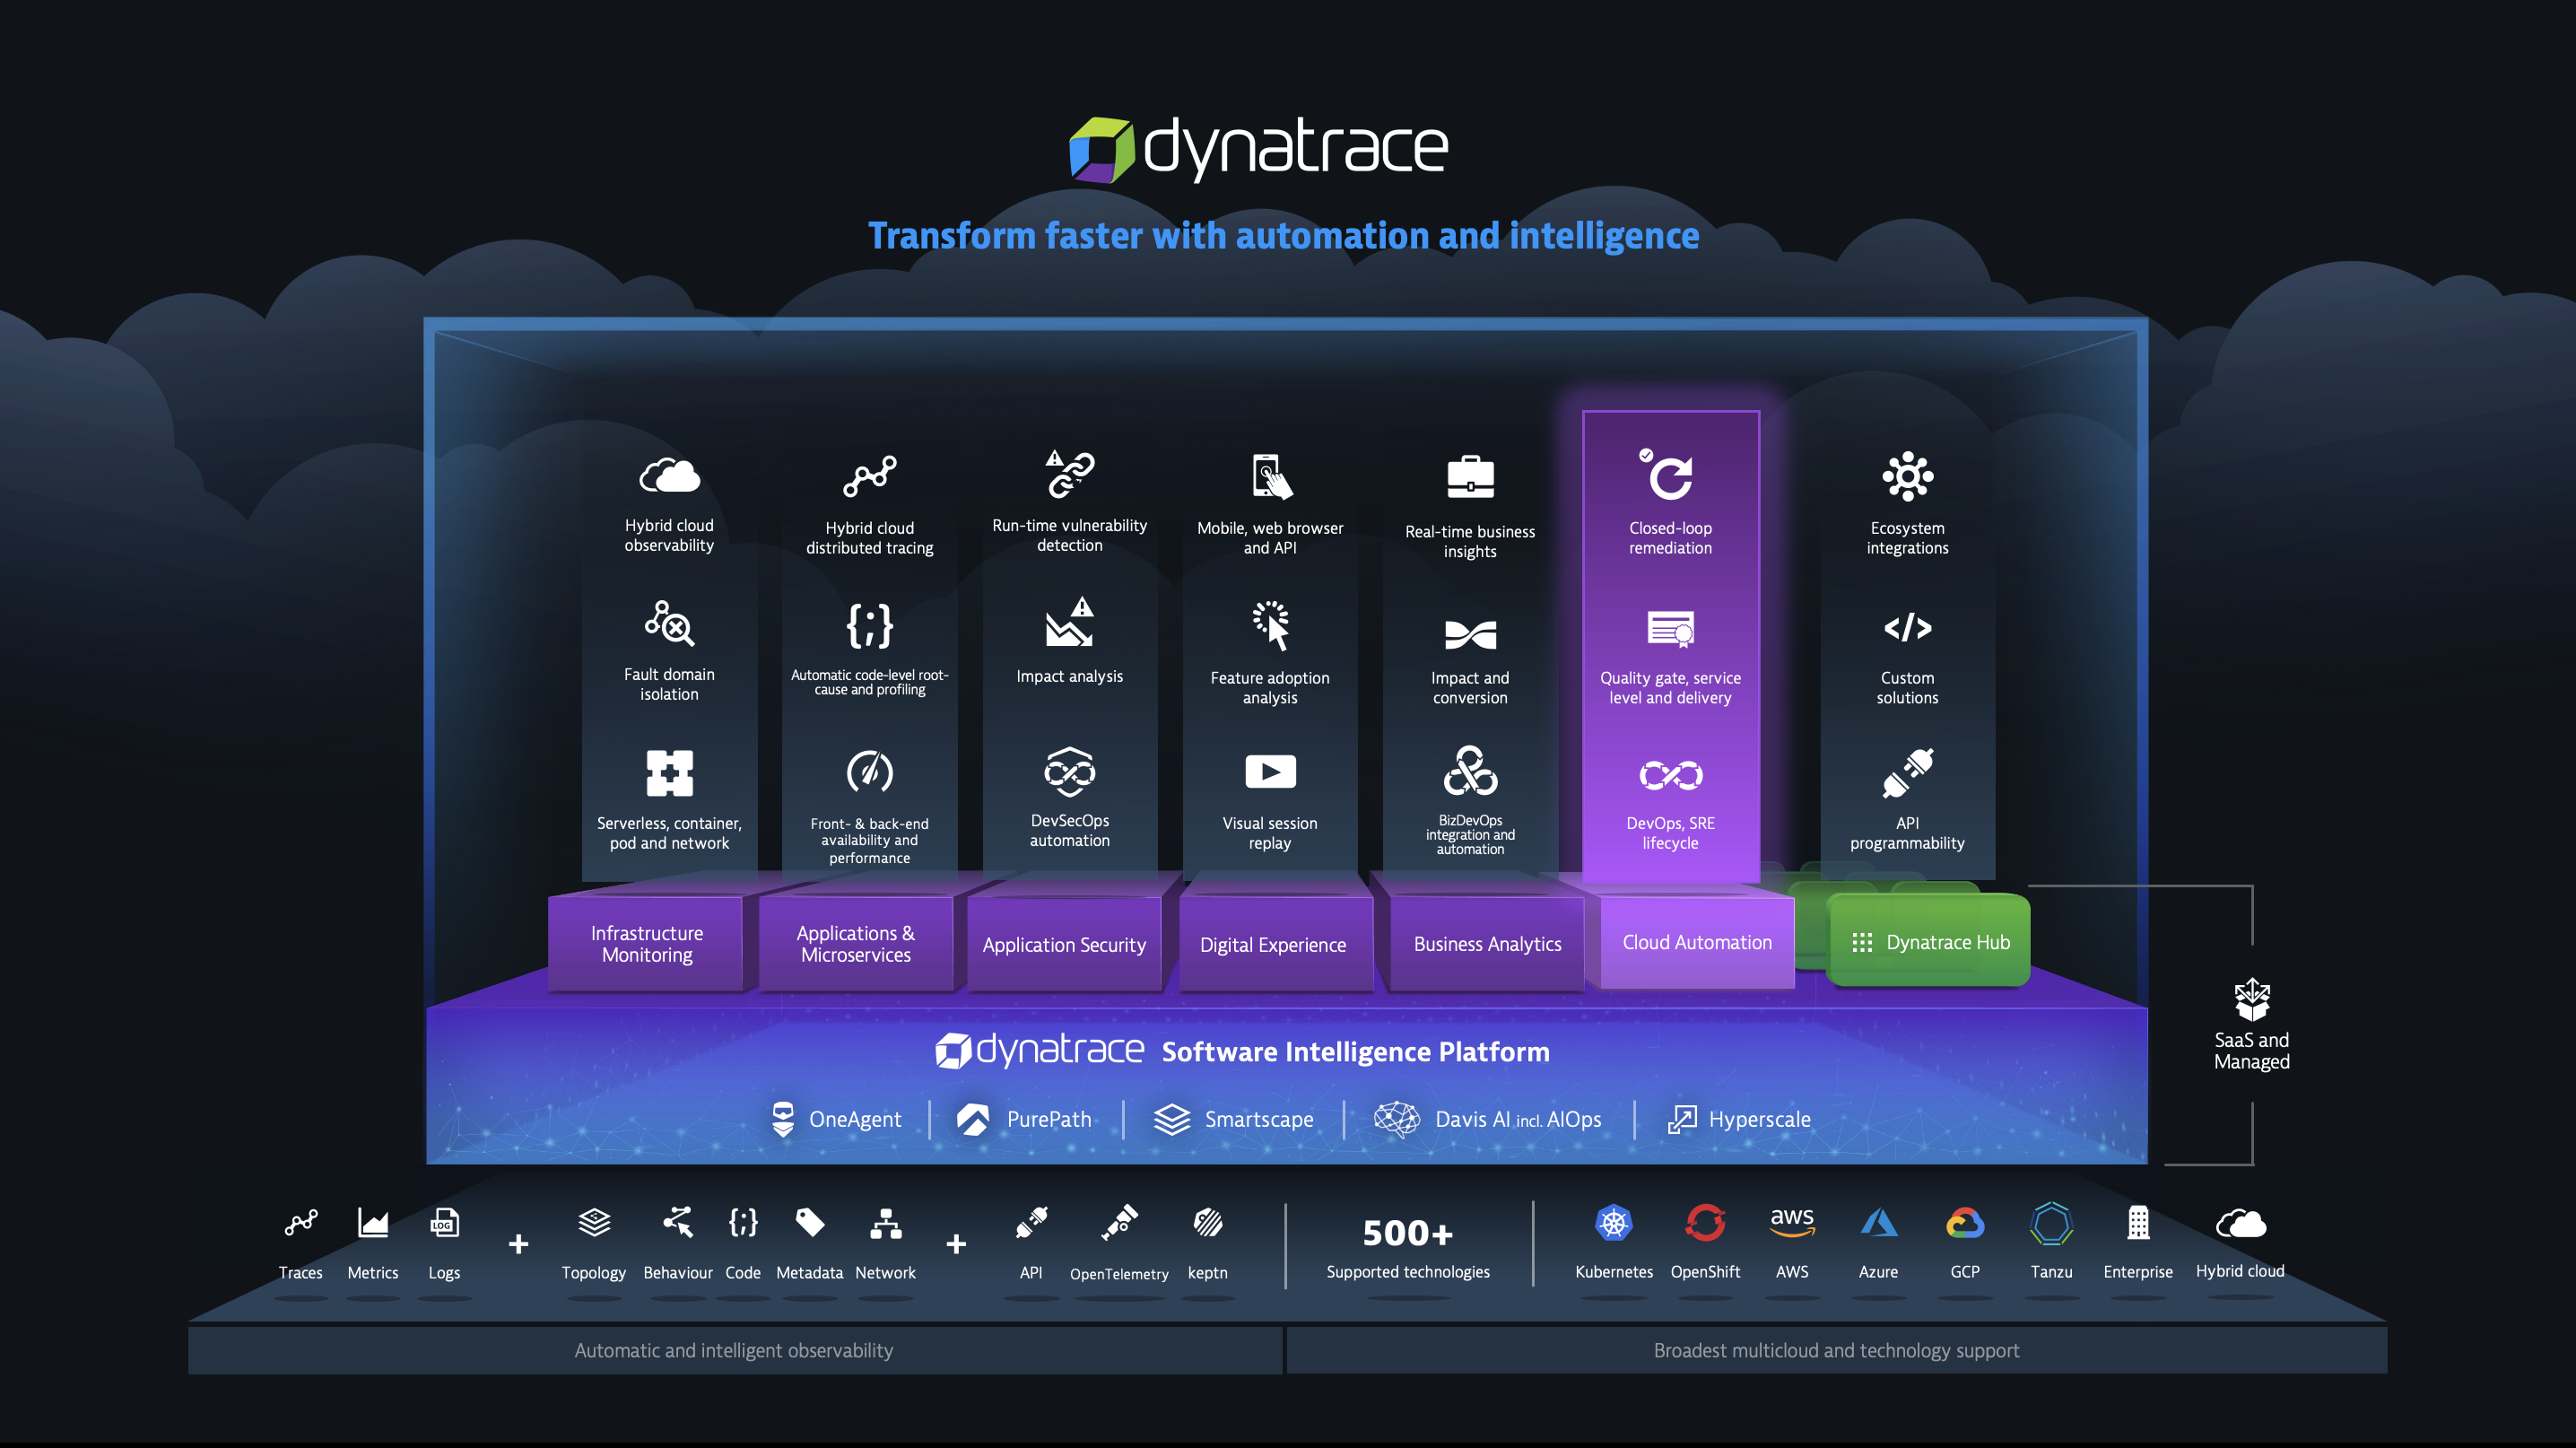 dynatrace
Transform faster with automation and intelligence
Hybrid cloud
observability
Fault domain
isolation
Serverless, container,
pod and network
Infrastructure
Monitoring
Hybrid cloud
distributed tracing
Automatic code-level root-
cause and profiling
Front- & back-end
availability and
performance
Applications &
Microservices
Run-time vulnerability
detection
Impact analysis
DevSecOps
automation
Application Security
Mobile, web browser
and API
Feature adoption
analysis
Visual session
replay
Digital Experience
Real-time business
insights
Impact and
conversion
BizDevOps
integration and
automation
Business Analytics
Closed-loop
remediation
Quality gate, service
level and delivery
DevOps, SRE
lifecycle
Cloud Automation
Ecosystem
integrations
Custom
solutions
API
programmability
Dynatrace Hub
SaaS and
Managed
dynatrace Software Intelligence Platform
OneAgent
PurePath
Smartscape
Davis AI incl. AIOps
Hyperscale
Traces
Metrics
LOG
Logs
+
Topology
Behaviour
Code
Metadata
Network
+
API
OpenTelemetry
keptn
500+
Supported technologies
Kubernetes
OpenShift
aws
AWS
Azure
GCP
Tanzu
Enterprise
Hybrid cloud
Automatic and intelligent observability
Broadest multicloud and technology support